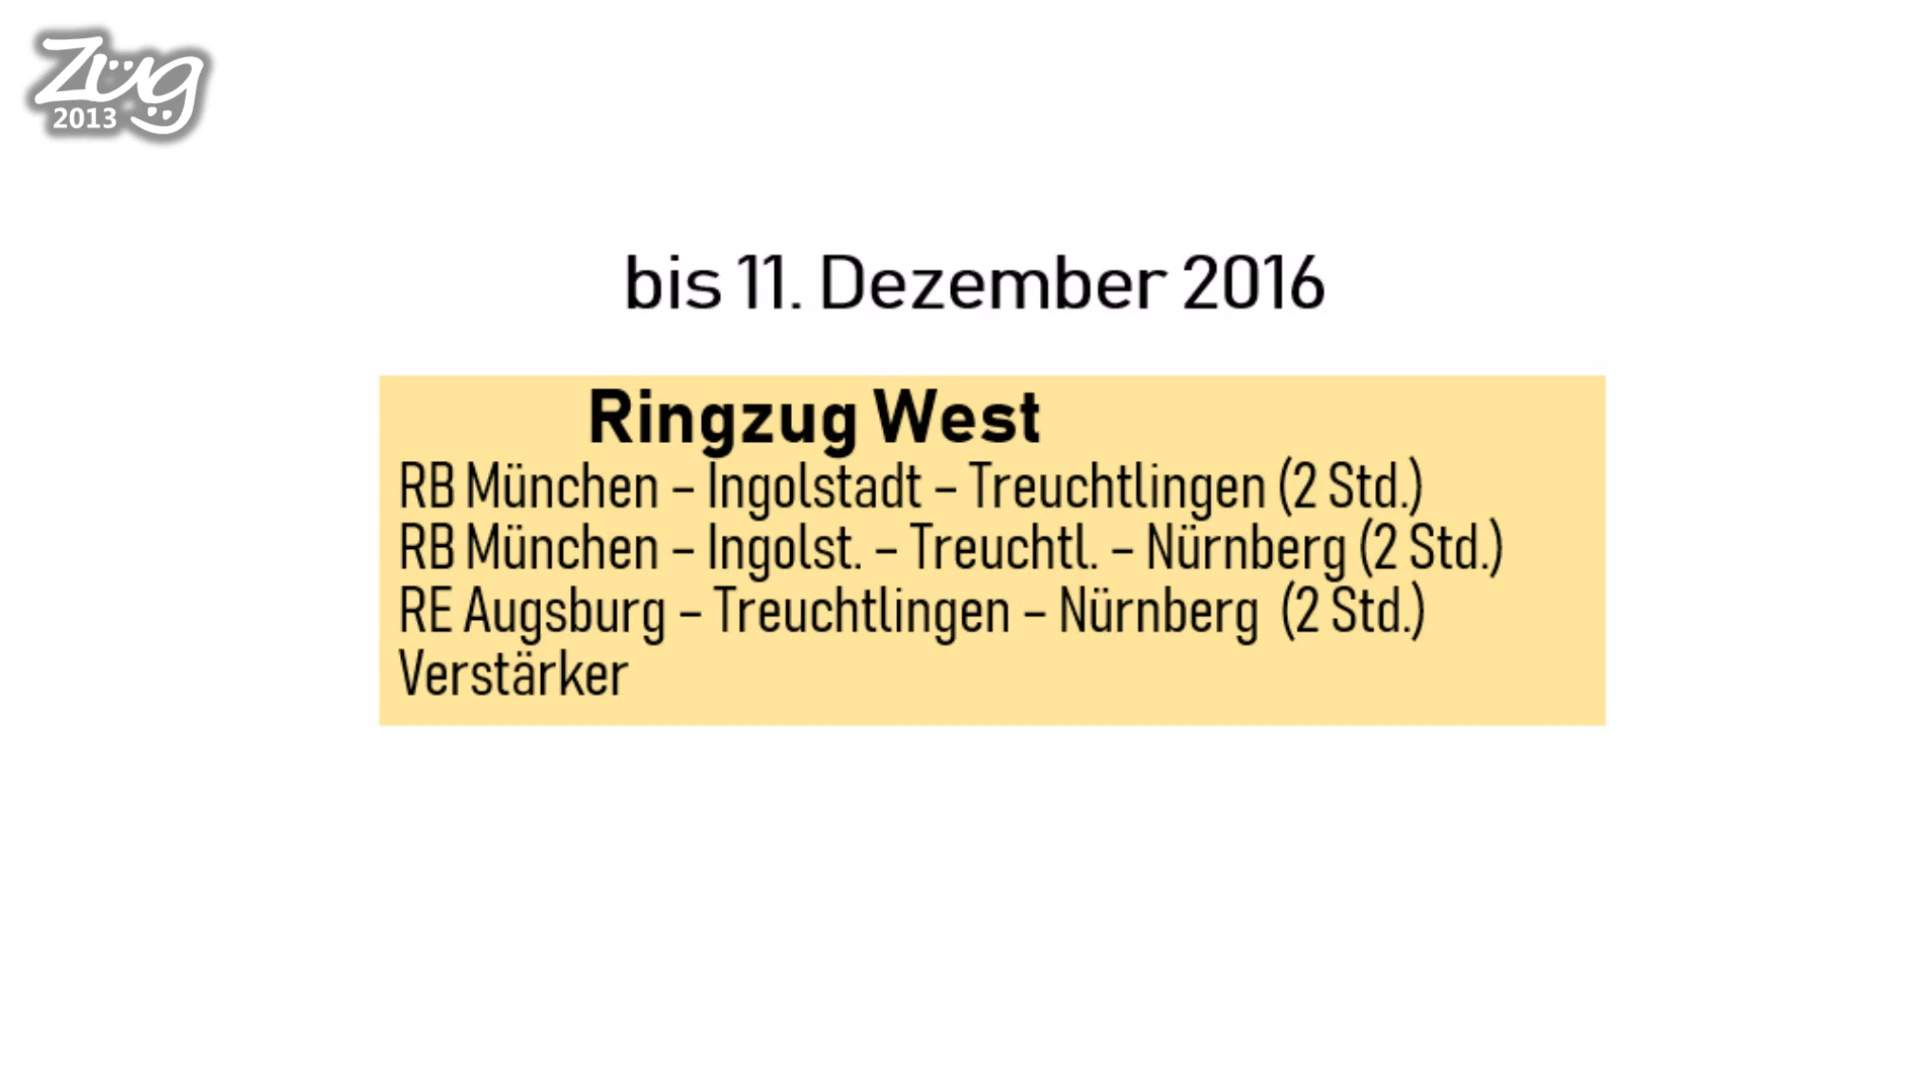 Züg
2013
bis 11. Dezember 2016
Ringzug West
RB München – Ingolstadt – Treuchtlingen (2 Std.)
RB München – Ingolst. – Treuchtl. – Nürnberg (2 Std.)
RE Augsburg – Treuchtlingen – Nürnberg (2 Std.)
Verstärker